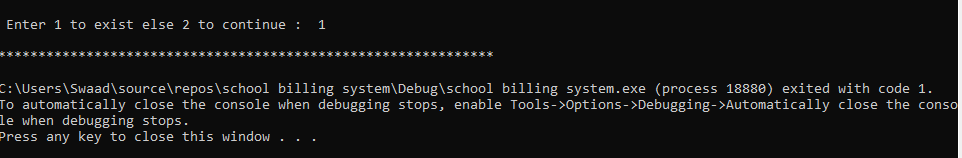 Enter 1 to exist else 2 to continue :  1
**************************************************************
C:\Users\Swaad\source\repos\school billing system\Debug\school billing system.exe (process 18880) exited with code 1.
To automatically close the console when debugging stops, enable Tools->Options->Debugging->Automatically close the conso
le when debugging stops.
Press any key to close this window . . .